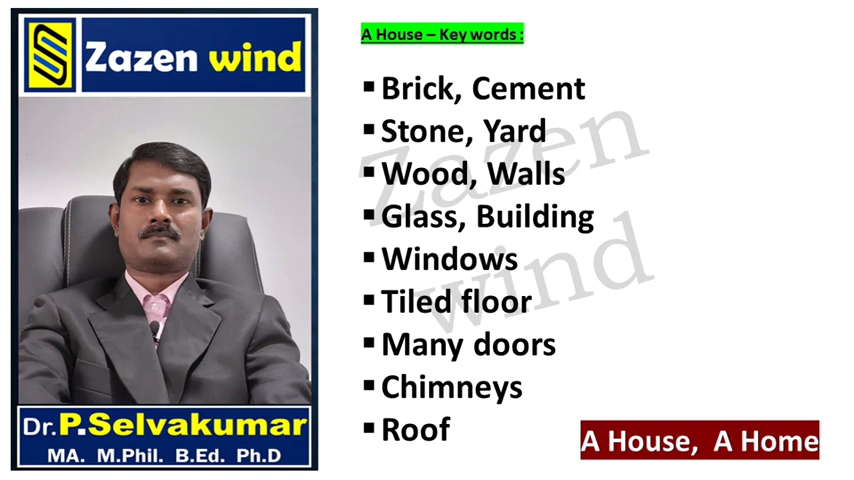 Zazen wind
Dr. P.Selvakumar
MA. M.Phil. B.Ed. Ph.D
A House – Key words :
▪ Brick, Cement
▪ Stone, Yard
▪ Wood, Walls
▪ Glass, Building
▪ Windows
▪ Tiled floor
▪ Many doors
▪ Chimneys
▪ Roof
Zazen
wind
A House, A Home